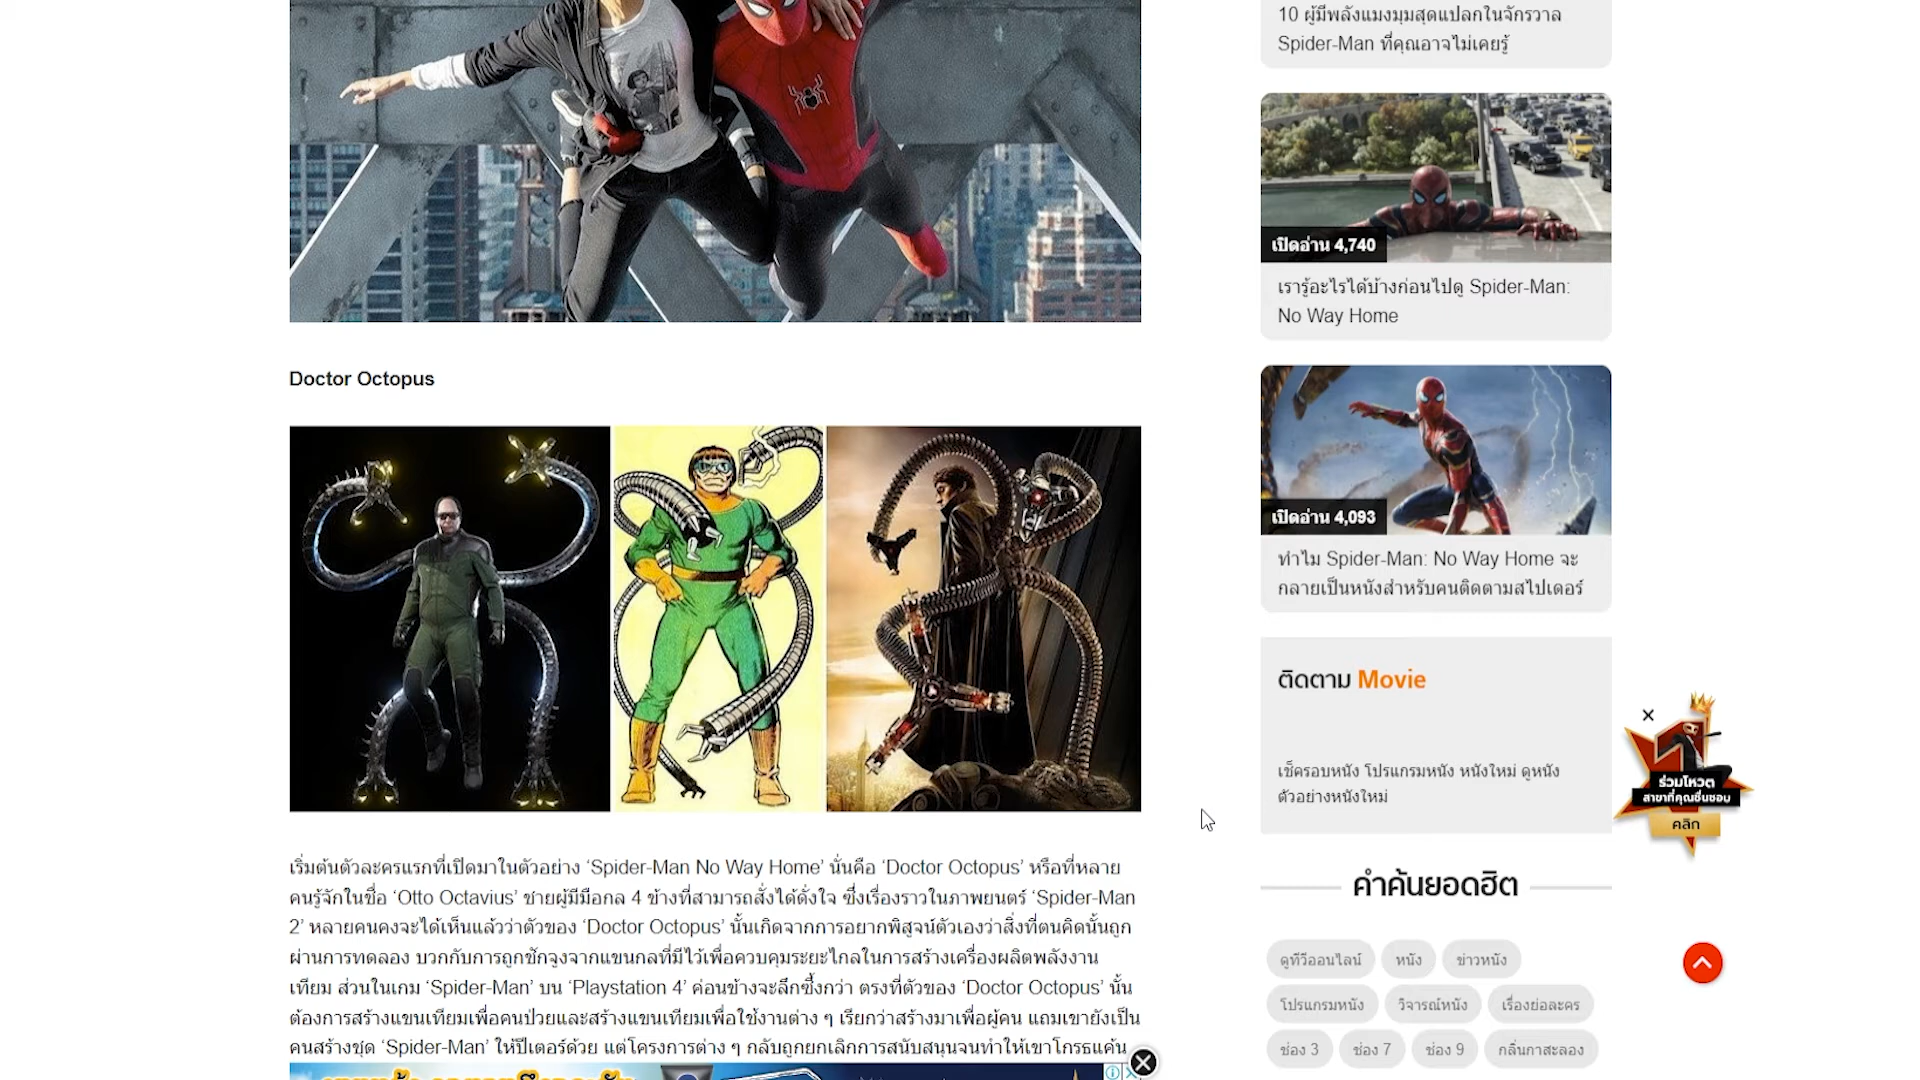 10 ผู้มีพลังแมงมุมสุดแปลกในจักรวาล
Spider-Man ที่คุณอาจไม่เคยรู้
เปิดอ่าน 4,740
เรารู้อะไรได้บ้างก่อนไปดู Spider-Man:
No Way Home
Doctor Octopus
เปิดอ่าน 4,093
ทำไม Spider-Man: No Way Home จะ
กลายเป็นหนังสำหรับคนติดตามสไปเดอร์
ติดตาม Movie
เช็ครอบหนัง โปรแกรมหนัง หนังใหม่ ดูหนัง
ตัวอย่างหนังใหม่
ร่วมโหวต
สาขาที่คุณชื่นชอบ
คลิก
เริ่มต้นตัวละครแรกที่เปิดมาในตัวอย่าง ‘Spider-Man No Way Home’ นั่นคือ ‘Doctor Octopus’ หรือที่หลาย
คนรู้จักในชื่อ ‘Otto Octavius’ ชายผู้มีมือกล 4 ข้างที่สามารถสั่งได้ดั่งใจ ซึ่งเรื่องราวในภาพยนตร์ ‘Spider-Man
2’ หลายคนคงจะได้เห็นแล้วว่าตัวของ ‘Doctor Octopus’ นั้นเกิดจากการอยากพิสูจน์ตัวเองว่าสิ่งที่ตนคิดนั้นถูก
ผ่านการทดลอง บวกกับการถูกชักจูงจากแขนกลที่มีไว้เพื่อควบคุมระยะไกลในการสร้างเครื่องผลิตพลังงาน
เทียม ส่วนในเกม ‘Spider-Man’ บน ‘Playstation 4’ ค่อนข้างจะลึกซึ้งกว่า ตรงที่ตัวของ ‘Doctor Octopus’ นั้น
ต้องการสร้างแขนเทียมเพื่อคนป่วยและสร้างแขนเทียมเพื่อใช้งานต่าง ๆ เรียกว่าสร้างมาเพื่อผู้คน แถมเขายังเป็น
คนสร้างชุด ‘Spider-Man’ ให้ปีเตอร์ด้วย แต่โครงการต่าง ๆ กลับถูกยกเลิกการสนับสนุนจนทำให้เขาโกรธแค้น
คำค้นยอดฮิต
ดูทีวีออนไลน์ หนัง ข่าวหนัง
โปรแกรมหนัง วิจารณ์หนัง เรื่องย่อละคร
ช่อง 3 ช่อง 7 ช่อง 9 กลิ่นกาสะลอง